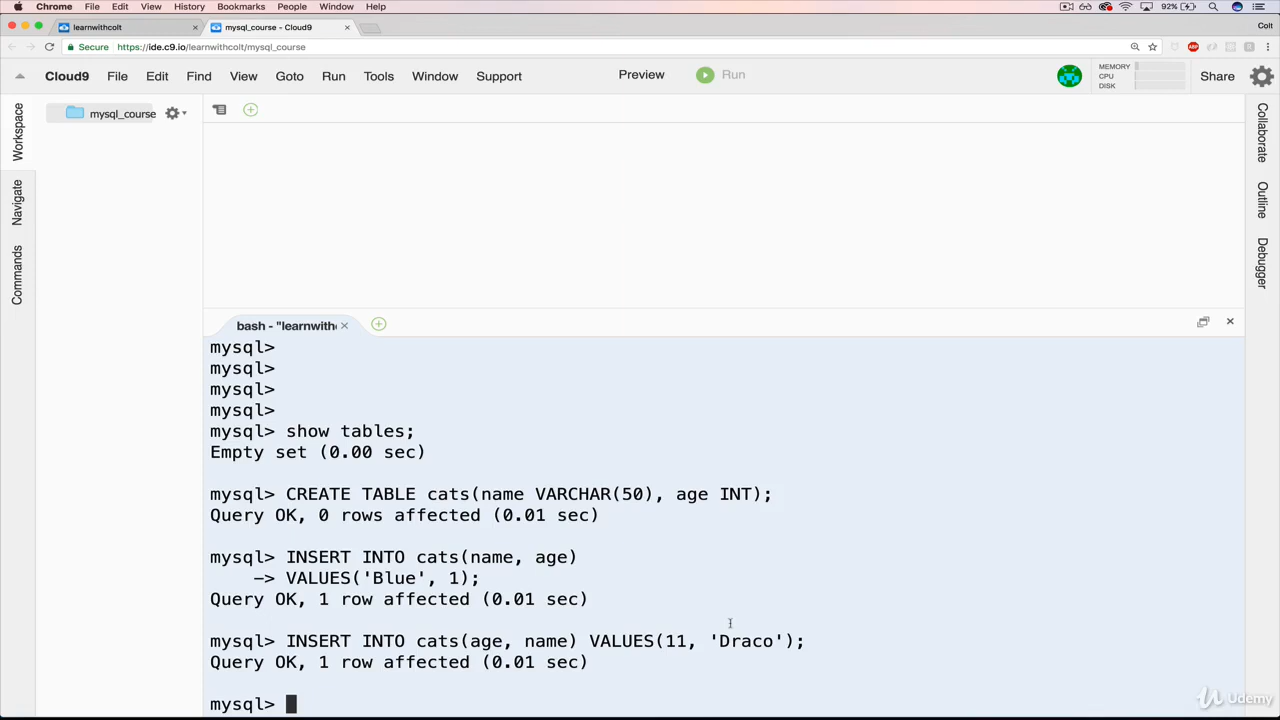 Chrome File Edit View History Bookmarks People Window Help 92% Colt
learnwithcolt mysql_course - Cloud9
Secure https://ide.c9.io/learnwithcolt/mysql_course
Cloud9 File Edit Find View Goto Run Tools Window Support Preview Run MEMORY CPU DISK Share
Workspace
Navigate
Commands
mysql_course
Collaborate
Outline
Debugger
bash - "learnwith
mysql>
mysql>
mysql>
mysql>
mysql> show tables;
Empty set (0.00 sec)
mysql> CREATE TABLE cats(name VARCHAR(50), age INT);
Query OK, 0 rows affected (0.01 sec)
mysql> INSERT INTO cats(name, age)
-> VALUES('Blue', 1);
Query OK, 1 row affected (0.01 sec)
mysql> INSERT INTO cats(age, name) VALUES(11, 'Draco');
Query OK, 1 row affected (0.01 sec)
mysql>
Udemy